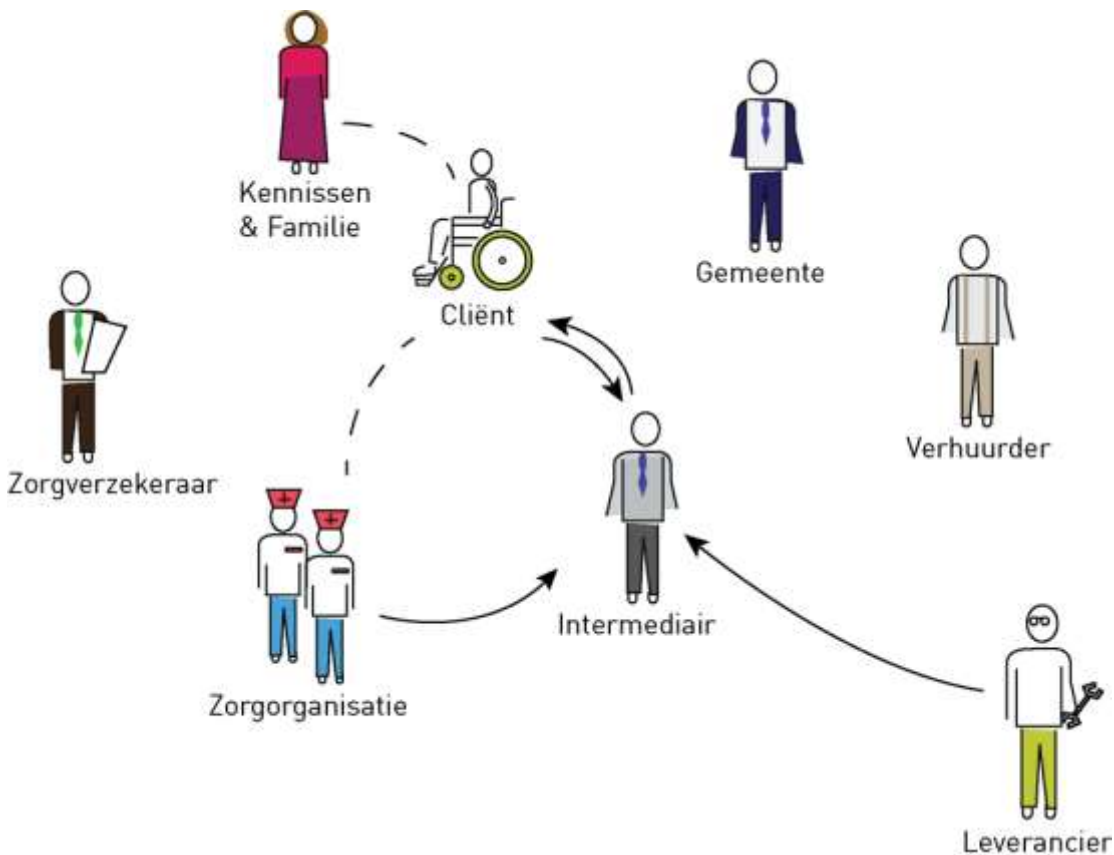 Kennissen
& Familie
Cliënt
Gemeente
Verhuurder
Zorgverzekeraar
Intermediair
Zorgorganisatie
Leverancier